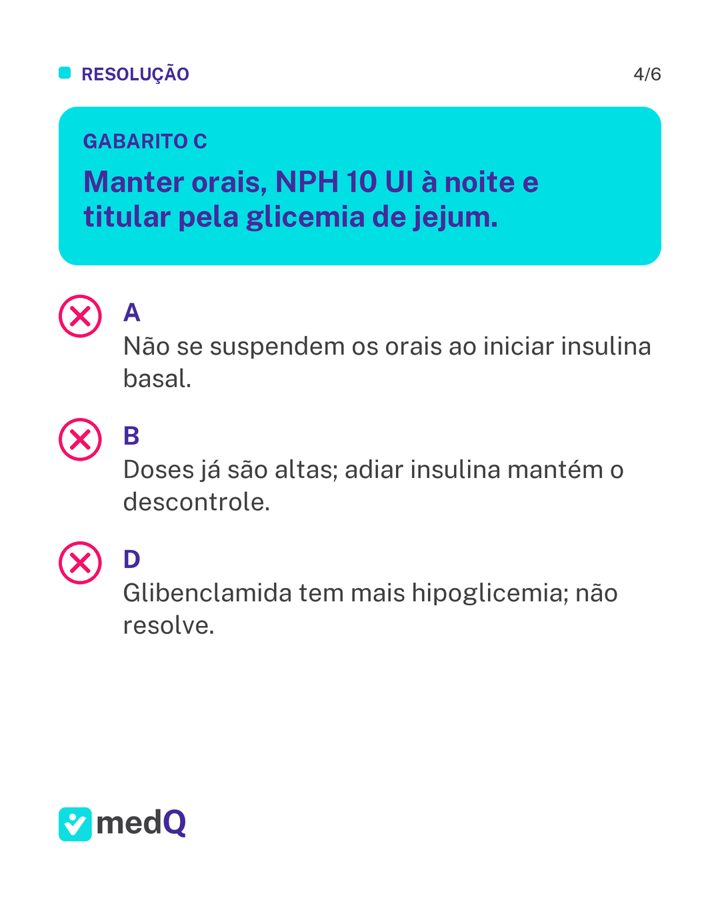 RESOLUÇÃO
4/6
GABARITO C
Manter orais, NPH 10 UI à noite e
titular pela glicemia de jejum.
A
Não se suspendem os orais ao iniciar insulina
basal.
B
Doses já são altas; adiar insulina mantém o
descontrole.
D
Glibenclamida tem mais hipoglicemia; não
resolve.
medQ